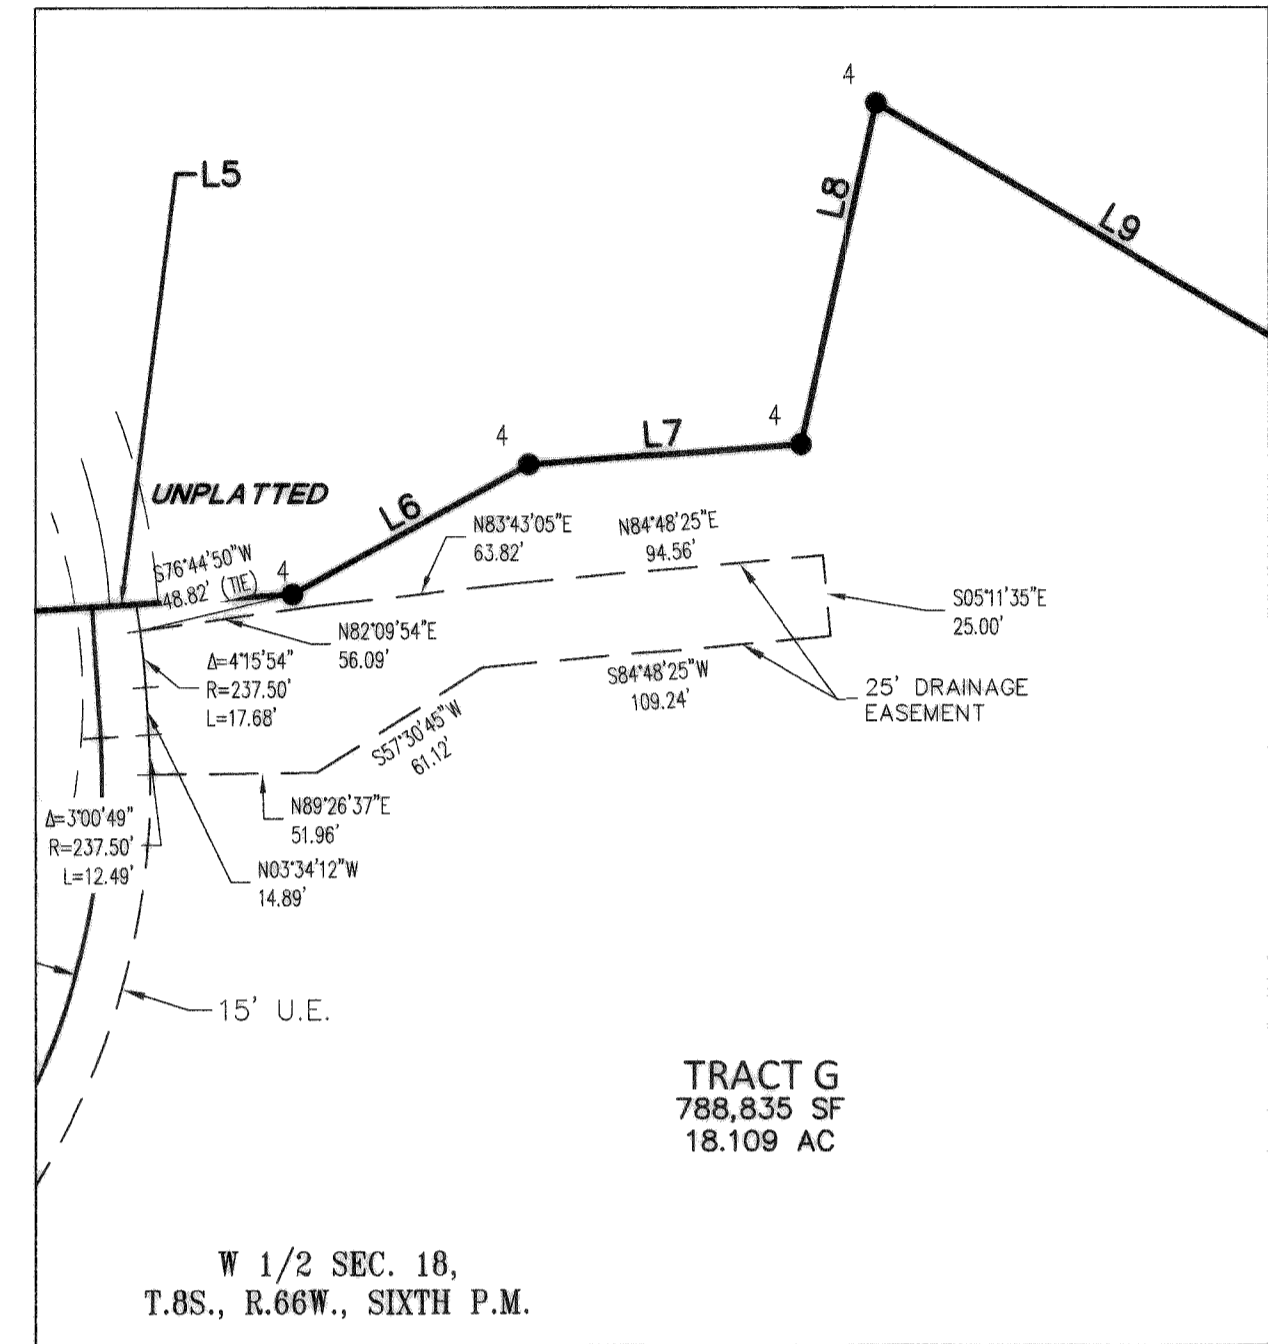 4
L5
L8
L9
4
4
L7
UNPLATTED
L6
N83°43'05"E
63.82'
N84°48'25"E
94.56'
S76°44'50"W
48.82' (TIE)
4
S05°11'35"E
25.00'
N82°09'54"E
56.09'
Δ=4°15'54"
R=237.50'
L=17.68'
S84°48'25"W
109.24'
25' DRAINAGE
EASEMENT
S57°30'45"W
61.12'
N89°26'37"E
51.96'
Δ=3°00'49"
R=237.50'
L=12.49'
N03°34'12"W
14.89'
15' U.E.
TRACT G
788,835 SF
18.109 AC
W 1/2 SEC. 18,
T.8S., R.66W., SIXTH P.M.